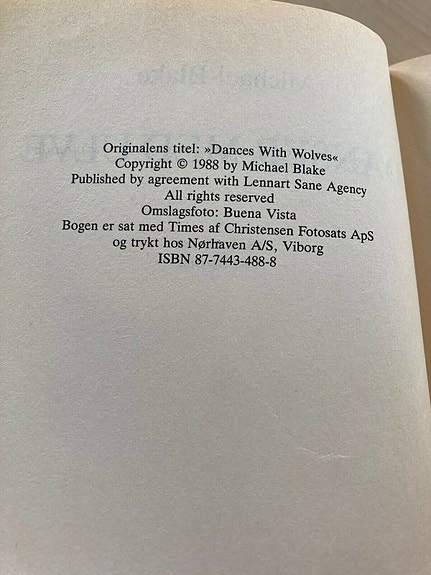 Originalens titel: »Dances With Wolves«
Copyright © 1988 by Michael Blake
Published by agreement with Lennart Sane Agency
All rights reserved
Omslagsfoto: Buena Vista
Bogen er sat med Times af Christensen Fotosats ApS
og trykt hos Nørhaven A/S, Viborg
ISBN 87-7443-488-8